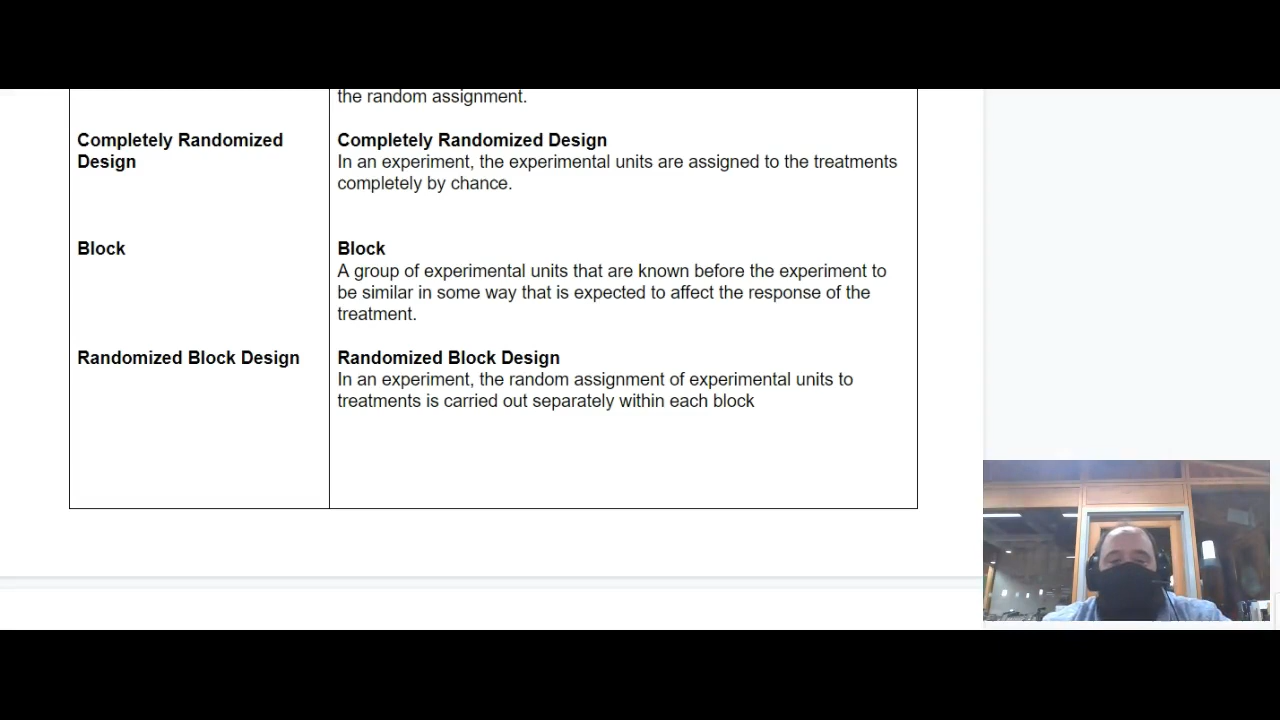 the random assignment.
Completely Randomized
Design
Completely Randomized Design
In an experiment, the experimental units are assigned to the treatments
completely by chance.
Block
Block
A group of experimental units that are known before the experiment to
be similar in some way that is expected to affect the response of the
treatment.
Randomized Block Design
Randomized Block Design
In an experiment, the random assignment of experimental units to
treatments is carried out separately within each block